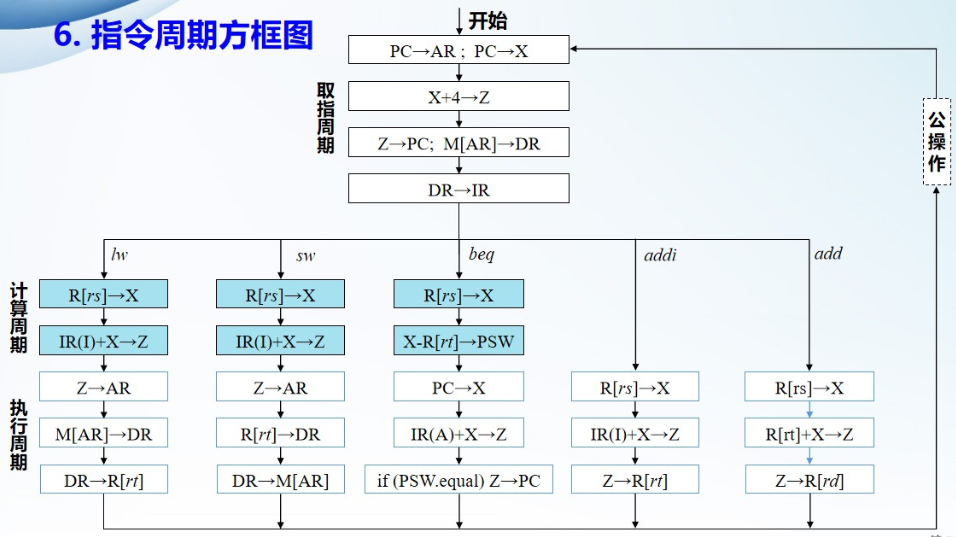 6. 指令周期方框图
开始
PC→AR ; PC→X
取指周期
X+4→Z
Z→PC; M[AR]→DR
DR→IR
公操作
lw
sw
beq
addi
add
计算周期
R[rs]→X
R[rs]→X
R[rs]→X
IR(I)+X→Z
IR(I)+X→Z
X-R[rt]→PSW
执行周期
Z→AR
Z→AR
PC→X
R[rs]→X
R[rs]→X
M[AR]→DR
R[rt]→DR
IR(A)+X→Z
IR(I)+X→Z
R[rt]+X→Z
DR→R[rt]
DR→M[AR]
if (PSW.equal) Z→PC
Z→R[rt]
Z→R[rd]